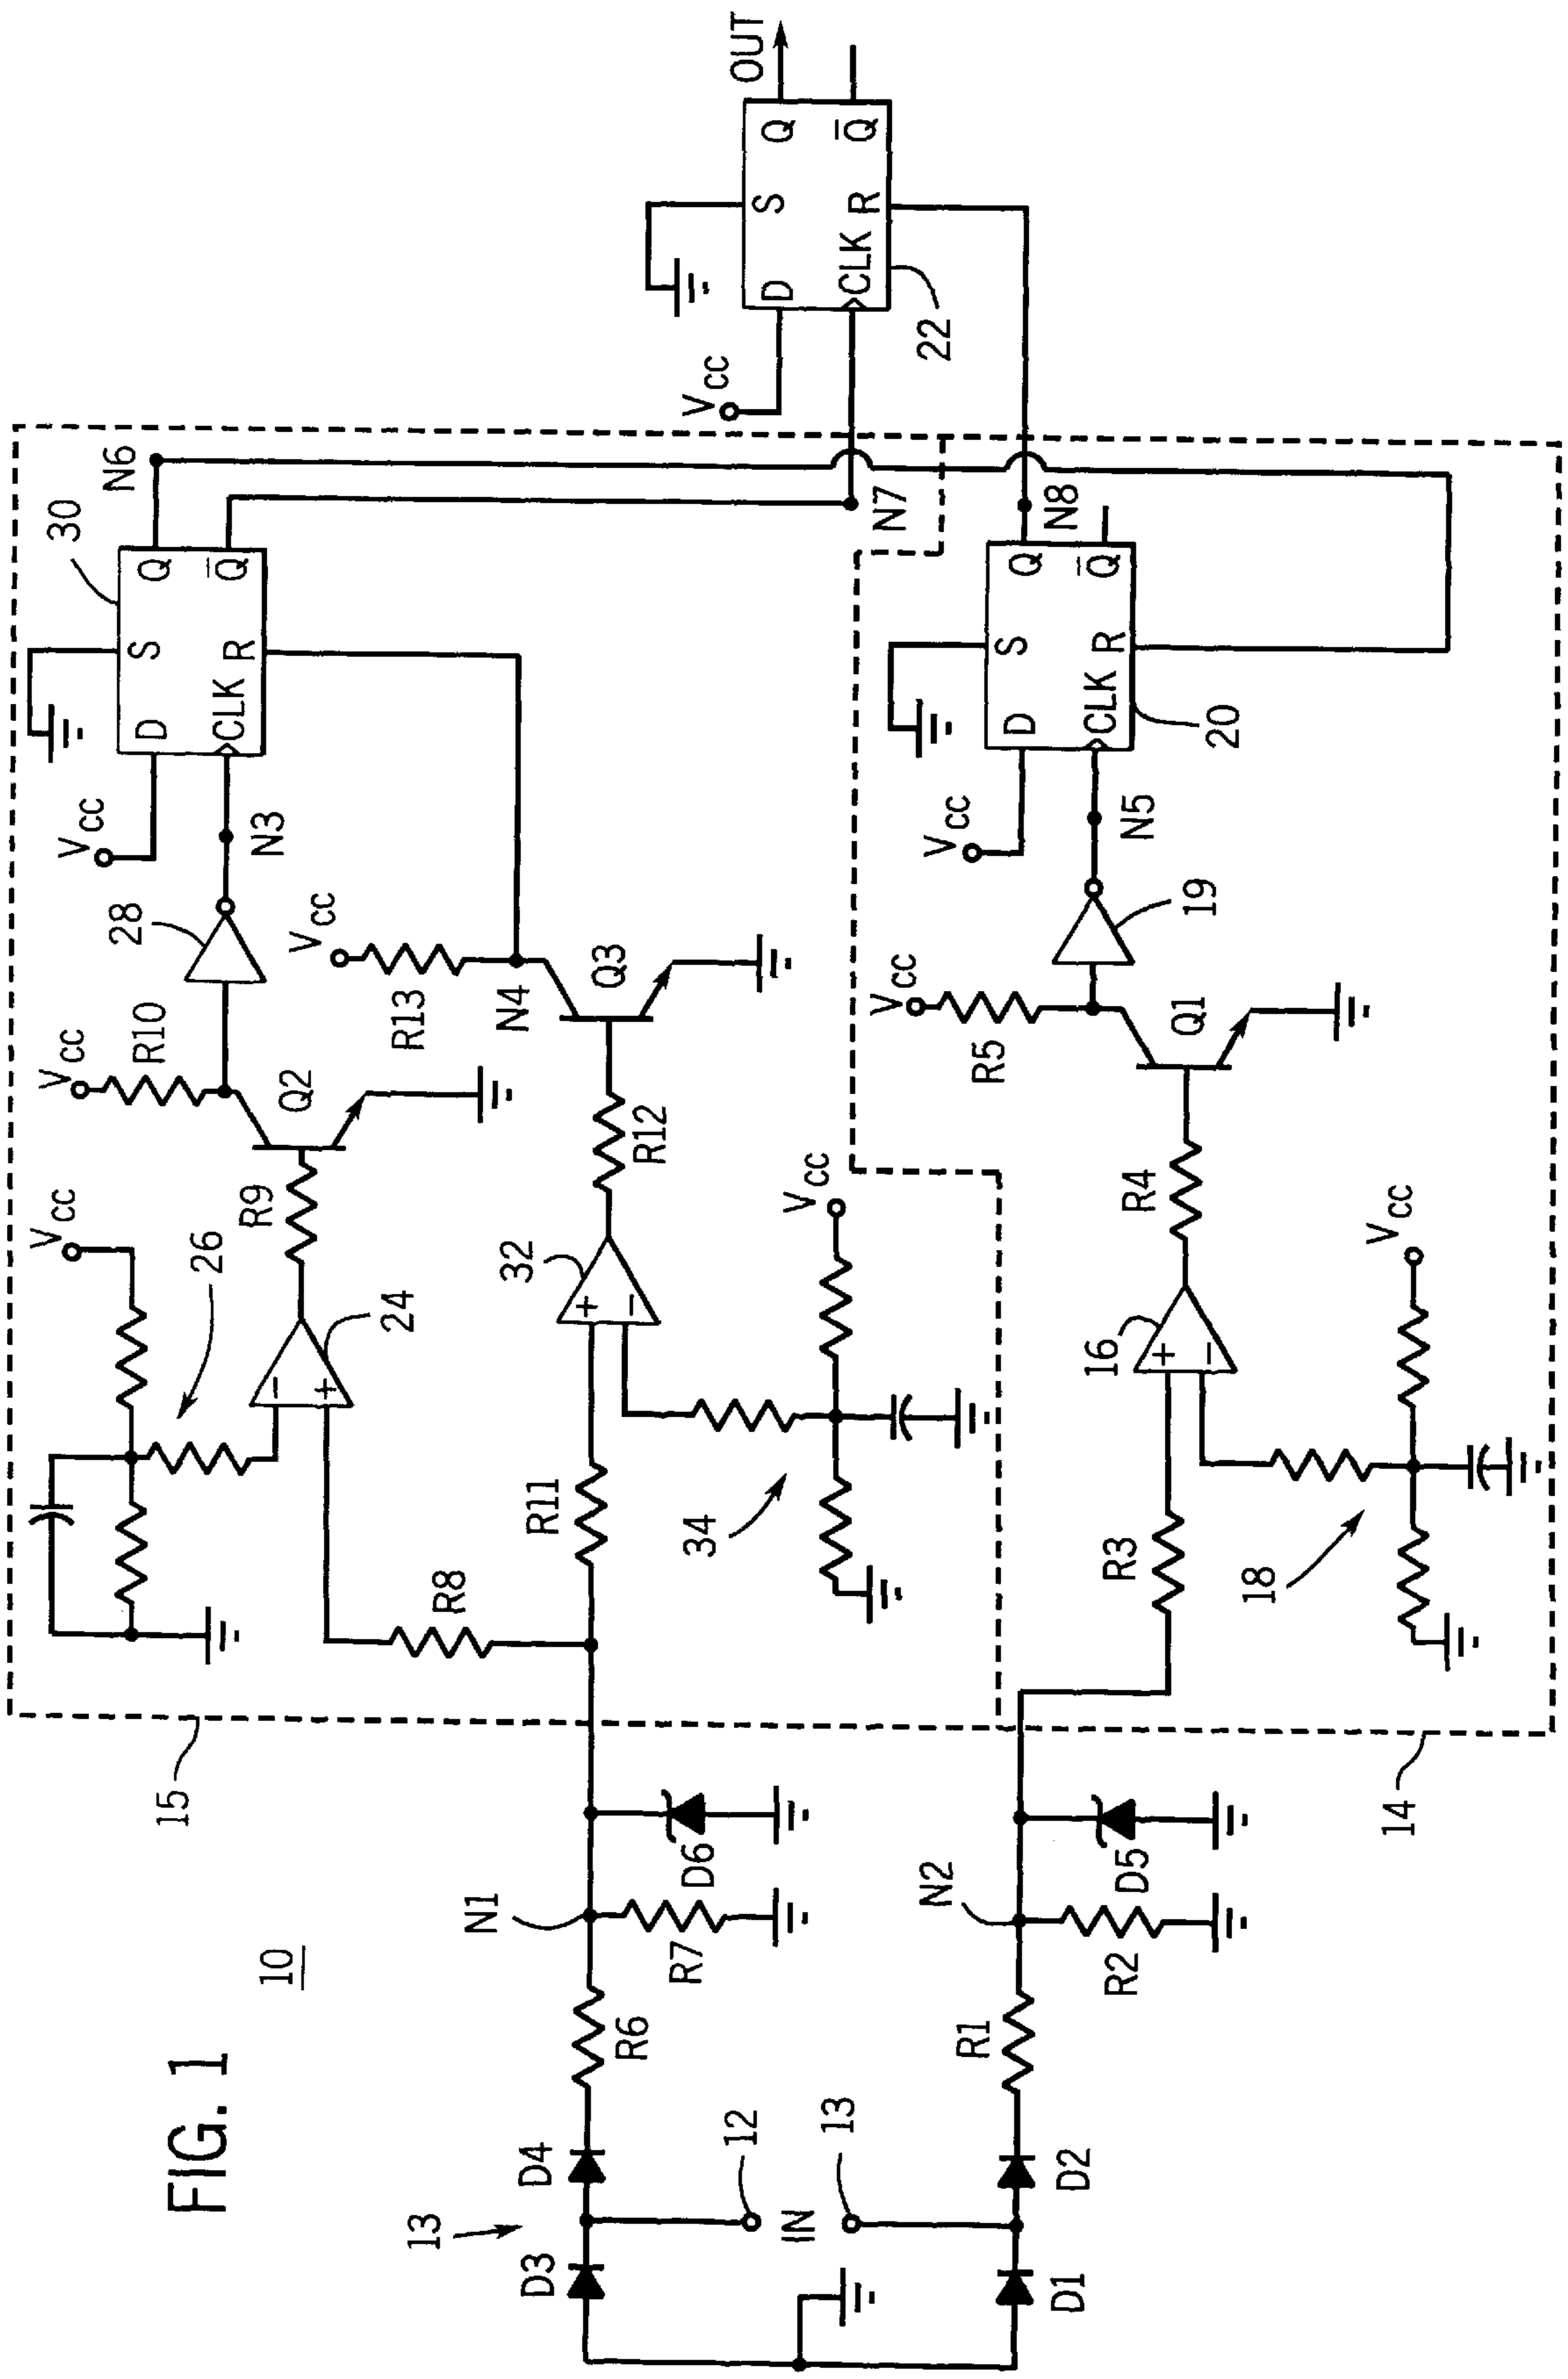 FIG. 1
10
15
14
13
D3
D4
12
IN
13
D1
D2
R6
N1
R7
D6
R1
N2
R2
D5
R8
R11
26
VCC
R9
24
-
+
VCC
R10
Q2
28
N3
VCC
D
S
Q
CLK
R
Q̅
30
N6
N7
32
+
-
34
VCC
R12
Q3
VCC
R13
N4
R3
16
+
-
18
VCC
R4
Q1
VCC
R5
19
N5
VCC
D
S
Q
CLK
R
Q̅
20
N8
VCC
D
S
Q
CLK
R
Q̅
22
OUT